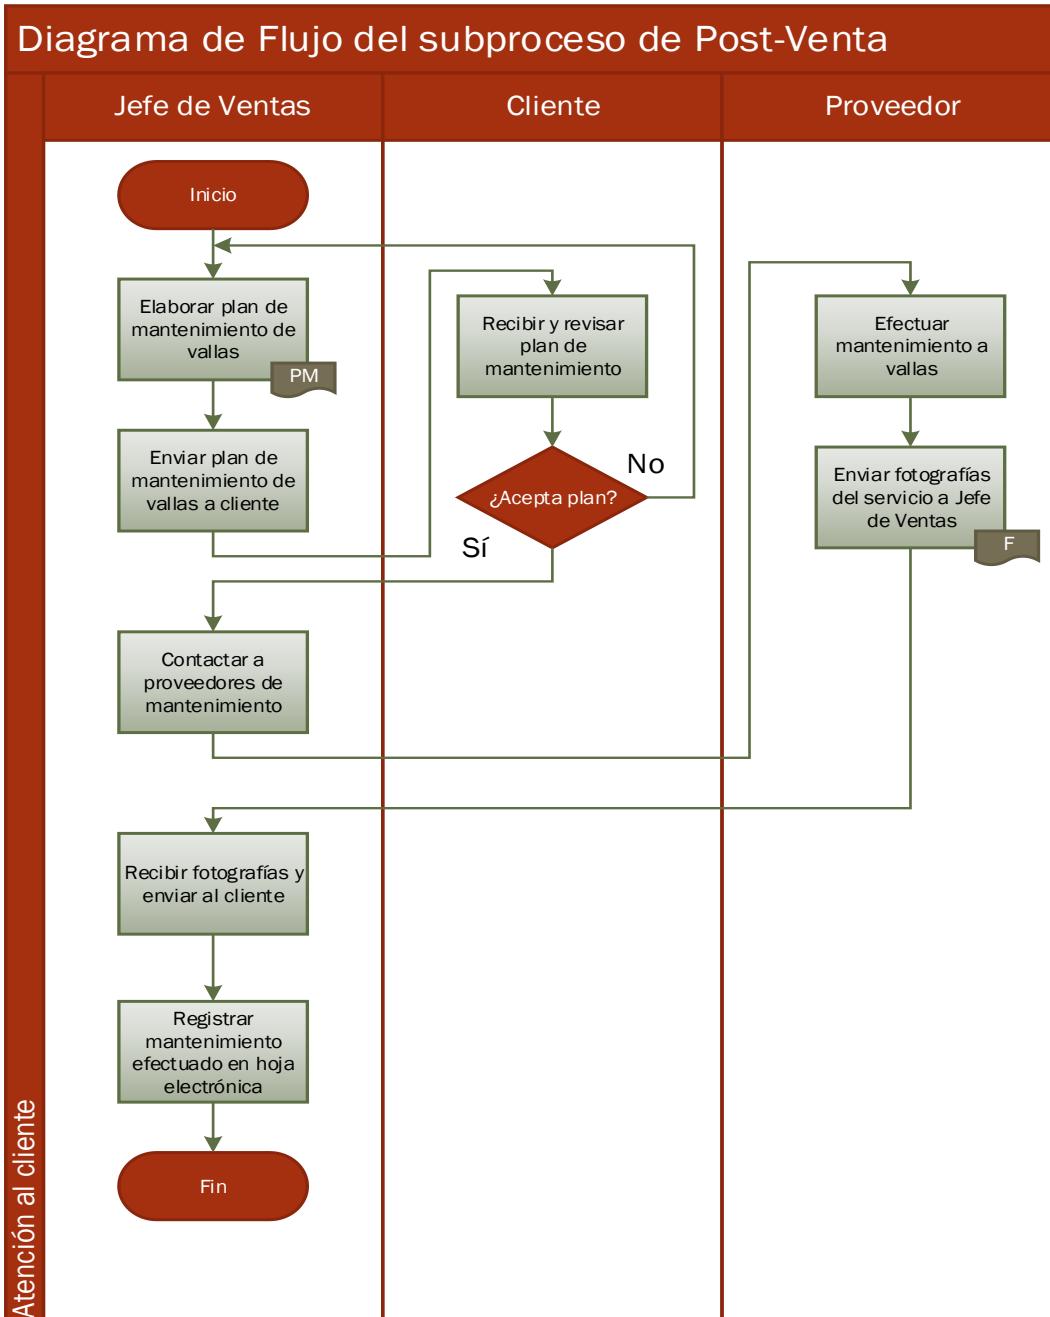 Diagrama de Flujo del subproceso de Post-Venta
Jefe de Ventas
Cliente
Proveedor
Inicio
Elaborar plan de
mantenimiento de
vallas
PM
Enviar plan de
mantenimiento de
vallas a cliente
Recibir y revisar
plan de
mantenimiento
¿Acepta plan?
No
Sí
Contactar a
proveedores de
mantenimiento
Efectuar
mantenimiento a
vallas
Enviar fotografías
del servicio a Jefe
de Ventas
F
Recibir fotografías y
enviar al cliente
Registrar
mantenimiento
efectuado en hoja
electrónica
Fin
Atención al cliente